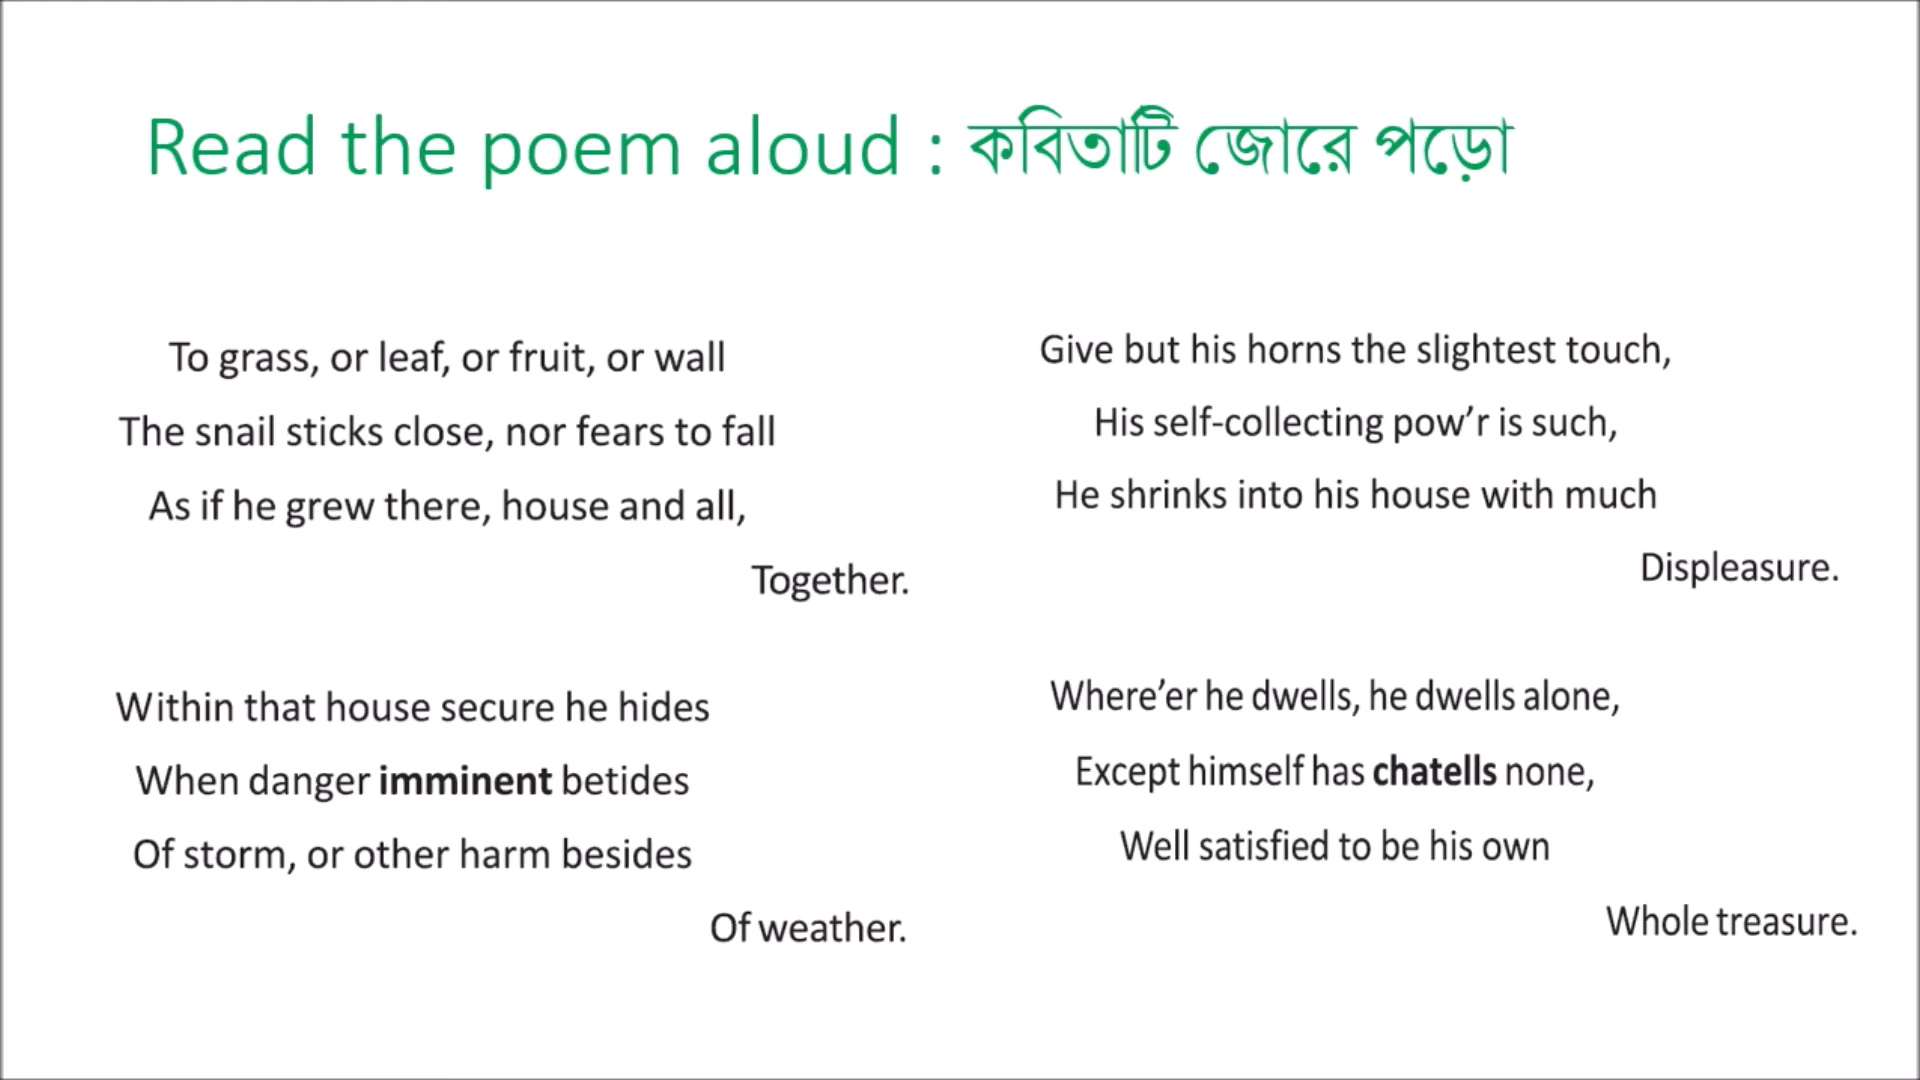 Read the poem aloud : কবিতাটি জোরে পড়ো
To grass, or leaf, or fruit, or wall
The snail sticks close, nor fears to fall
As if he grew there, house and all,
Together.
Within that house secure he hides
When danger imminent betides
Of storm, or other harm besides
Of weather.
Give but his horns the slightest touch,
His self-collecting pow’r is such,
He shrinks into his house with much
Displeasure.
Where’er he dwells, he dwells alone,
Except himself has chatells none,
Well satisfied to be his own
Whole treasure.